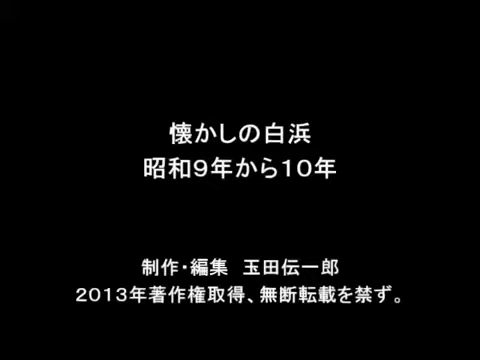 懐かしの白浜
昭和９年から１０年
制作・編集　玉田伝一郎
２０１３年著作権取得、無断転載を禁ず。